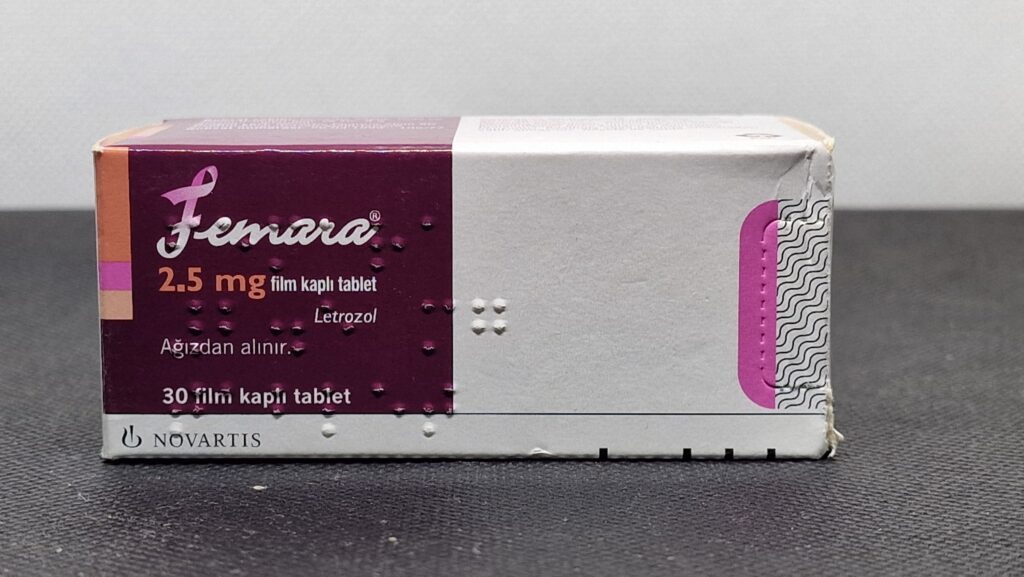 Femara®
2.5 mg film kaplı tablet
Letrozol
Ağızdan alınır.
30 film kaplı tablet
NOVARTIS